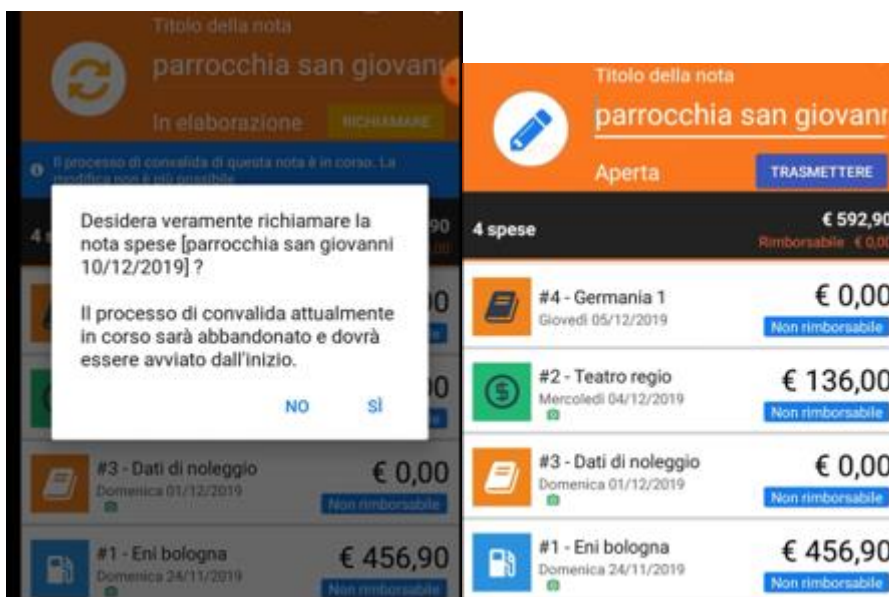 Titolo della nota
parrocchia san giovann
In elaborazione
RICHIAMARE
Il processo di convalida di questa nota è in corso. La
modifica non è più possibile
Desidera veramente richiamare la
nota spese [parrocchia san giovanni
10/12/2019] ?
Il processo di convalida attualmente
in corso sarà abbandonato e dovrà
essere avviato dall'inizio.
NO SÌ
#3 - Dati di noleggio
€ 0,00
Domenica 01/12/2019
Non rimborsabile
#1 - Eni bologna
€ 456,90
Domenica 24/11/2019
Non rimborsabile
Titolo della nota
parrocchia san giovann
Aperta
TRASMETTERE
4 spese
€ 592,90
Rimborsabile € 0,00
#4 - Germania 1
€ 0,00
Giovedì 05/12/2019
Non rimborsabile
#2 - Teatro regio
€ 136,00
Mercoledì 04/12/2019
Non rimborsabile
#3 - Dati di noleggio
€ 0,00
Domenica 01/12/2019
Non rimborsabile
#1 - Eni bologna
€ 456,90
Domenica 24/11/2019
Non rimborsabile